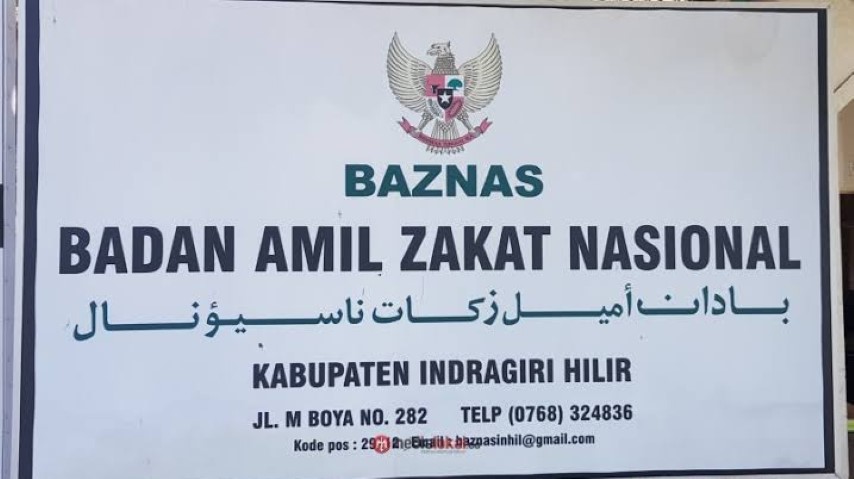 BAZNAS
BADAN AMIL ZAKAT NASIONAL
بادان أميل زكات ناسيؤنال
KABUPATEN INDRAGIRI HILIR
JL. M BOYA NO. 282 TELP (0768) 324836
Kode pos : Email : baznasinhil@gmail.com